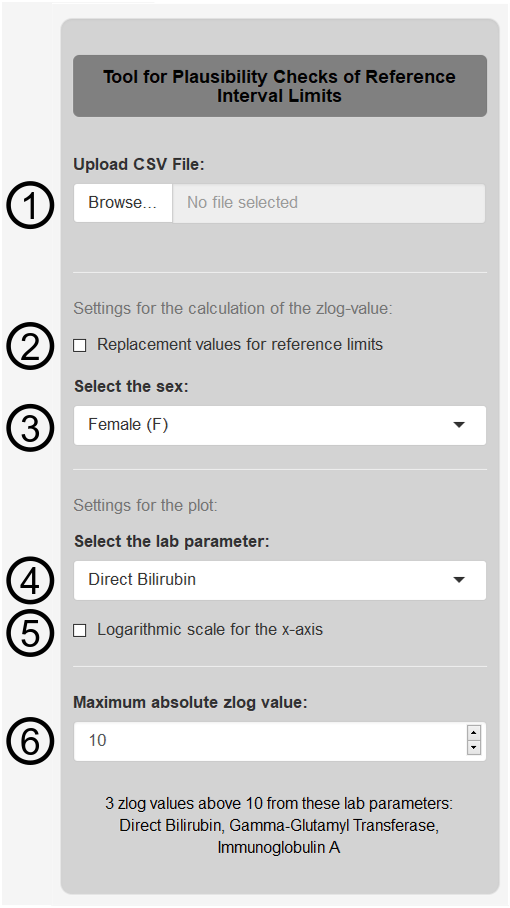 Tool for Plausibility Checks of Reference
Interval Limits
Upload CSV File:
1
Browse...
No file selected
Settings for the calculation of the zlog-value:
2
Replacement values for reference limits
Select the sex:
3
Female (F)
Settings for the plot:
Select the lab parameter:
4
Direct Bilirubin
5
Logarithmic scale for the x-axis
Maximum absolute zlog value:
6
10
3 zlog values above 10 from these lab parameters:
Direct Bilirubin, Gamma-Glutamyl Transferase,
Immunoglobulin A